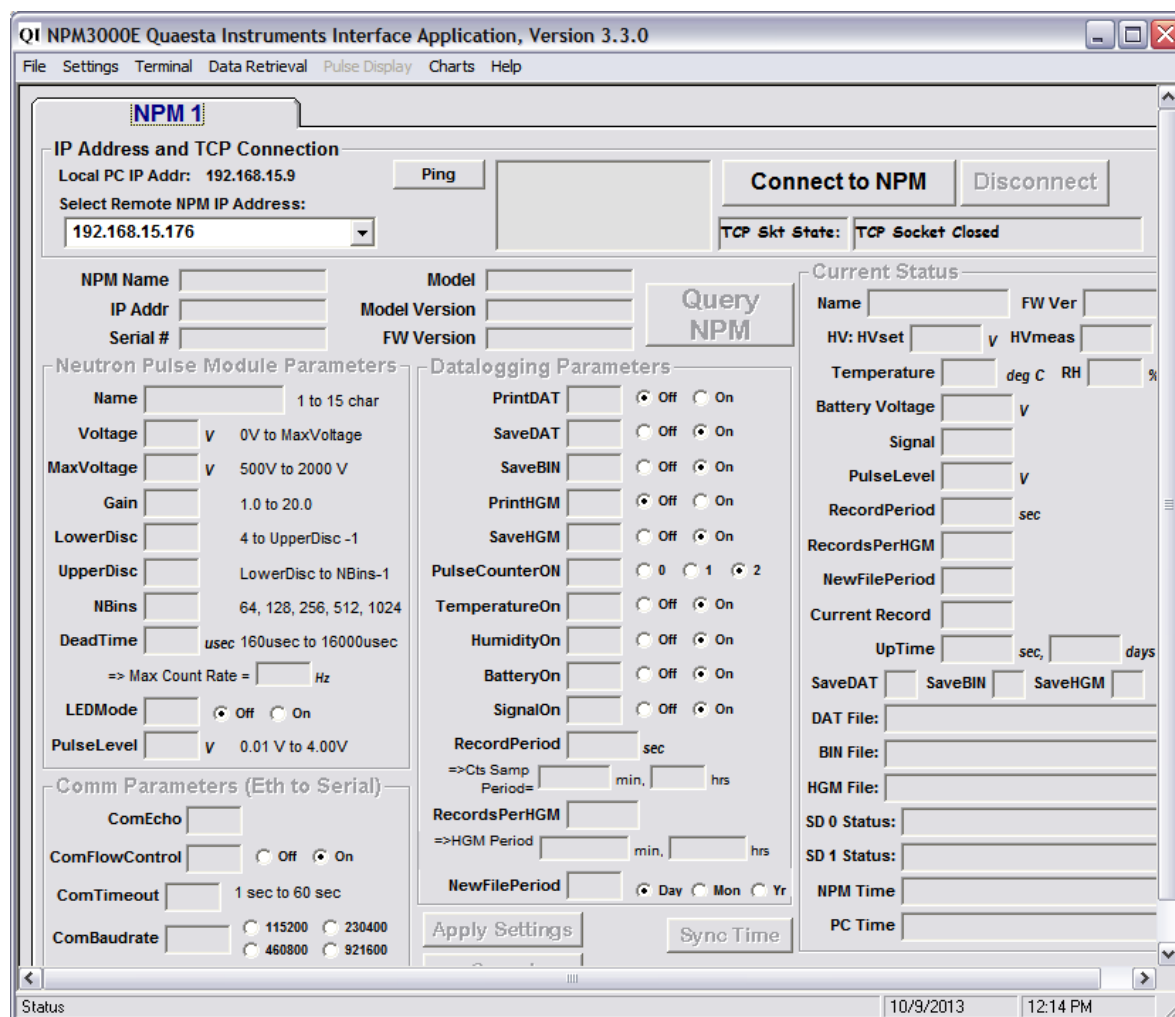 QI NPM3000E Quaesta Instruments Interface Application, Version 3.3.0
File Settings Terminal Data Retrieval Pulse Display Charts Help
NPM 1
IP Address and TCP Connection
Local PC IP Addr: 192.168.15.9
Ping
Connect to NPM
Disconnect
Select Remote NPM IP Address:
192.168.15.176
TCP Skt State: TCP Socket Closed
NPM Name
Model
IP Addr
Model Version
Serial #
FW Version
Query
NPM
Neutron Pulse Module Parameters
Name 1 to 15 char
Voltage V 0V to MaxVoltage
MaxVoltage V 500V to 2000 V
Gain 1.0 to 20.0
LowerDisc 4 to UpperDisc -1
UpperDisc LowerDisc to NBins-1
NBins 64, 128, 256, 512, 1024
DeadTime usec 160usec to 16000usec
=> Max Count Rate = Hz
LEDMode Off On
PulseLevel V 0.01 V to 4.00V
Comm Parameters (Eth to Serial)
ComEcho
ComFlowControl Off On
ComTimeout 1 sec to 60 sec
ComBaudrate 115200 230400
460800 921600
Datalogging Parameters
PrintDAT Off On
SaveDAT Off On
SaveBIN Off On
PrintHGM Off On
SaveHGM Off On
PulseCounterON 0 1 2
TemperatureOn Off On
HumidityOn Off On
BatteryOn Off On
SignalOn Off On
RecordPeriod sec
=>Cts Samp
Period= min, hrs
RecordsPerHGM
=>HGM Period min, hrs
NewFilePeriod Day Mon Yr
Apply Settings
Sync Time
Current Status
Name FW Ver
HV: HVset V HVmeas
Temperature deg C RH %
Battery Voltage V
Signal
PulseLevel V
RecordPeriod sec
RecordsPerHGM
NewFilePeriod
Current Record
UpTime sec, days
SaveDAT SaveBIN SaveHGM
DAT File:
BIN File:
HGM File:
SD 0 Status:
SD 1 Status:
NPM Time
PC Time
Status
10/9/2013
12:14 PM